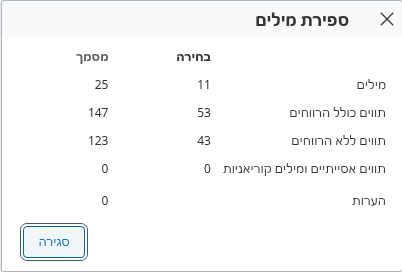 ספירת מילים
בחירה מסמך
מילים 11 25
תווים כולל הרווחים 53 147
תווים ללא הרווחים 43 123
תווים אסייתיים ומילים קוריאניות 0 0
הערות 0
סגירה